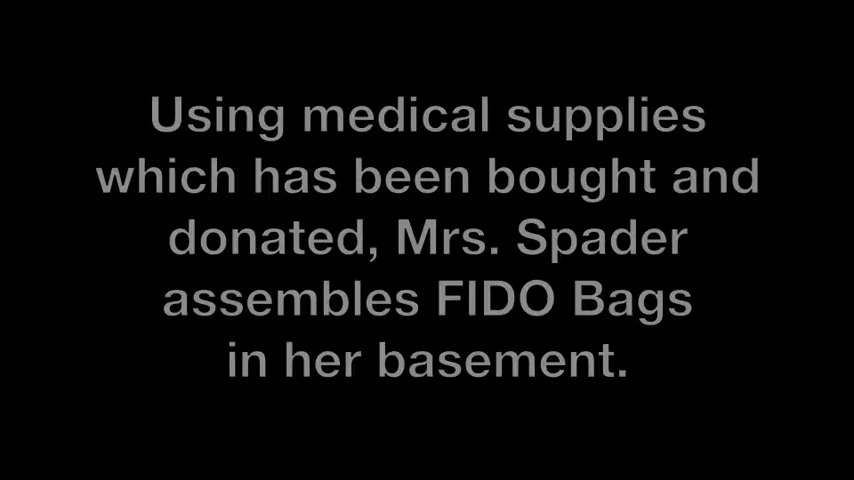 Using medical supplies
which has been bought and
donated, Mrs. Spader
assembles FIDO Bags
in her basement.